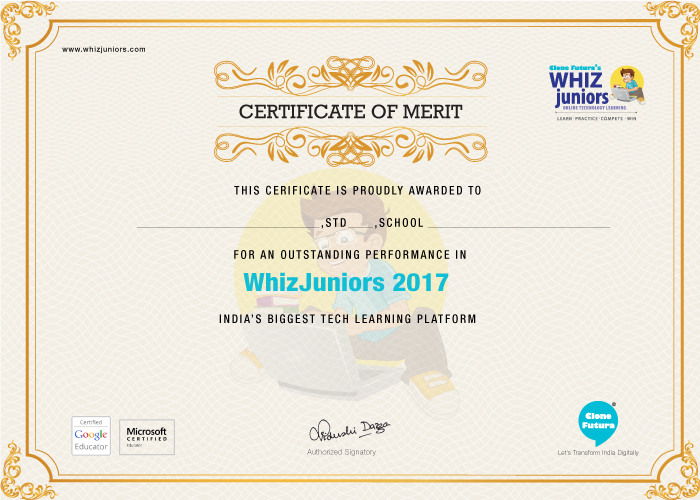 www.whizjuniors.com
Clone Futura's
WHIZ
juniors
ONLINE TECHNOLOGY LEARNING
LEARN · PRACTICE · COMPETE · WIN
CERTIFICATE OF MERIT
THIS CERIFICATE IS PROUDLY AWARDED TO
,STD ,SCHOOL
FOR AN OUTSTANDING PERFORMANCE IN
WhizJuniors 2017
INDIA'S BIGGEST TECH LEARNING PLATFORM
Certified
Google
Educator
Microsoft
CERTIFIED
Educator
Authorized Signatory
Clone
Futura
Let's Transform India Digitally